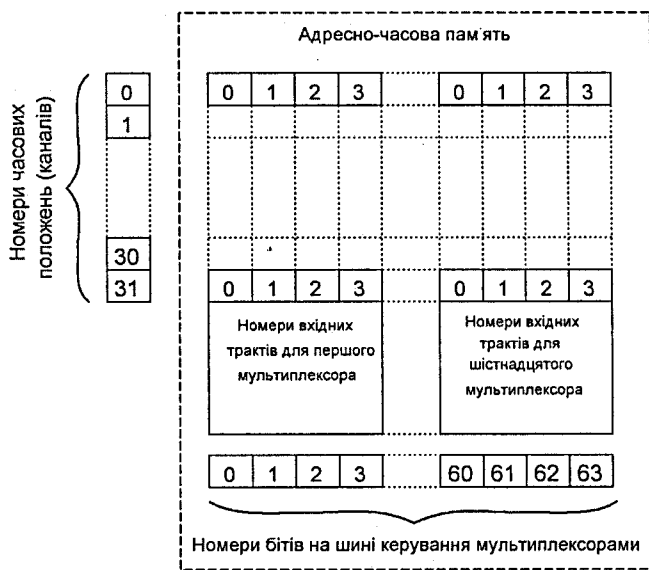 Адресно-часова пам'ять
Номери часових
положень (каналів)
0
1
30
31
0 1 2 3 0 1 2 3
0 1 2 3 0 1 2 3
Номери вхідних
трактів для першого
мультиплексора
Номери вхідних
трактів для
шістнадцятого
мультиплексора
0 1 2 3 60 61 62 63
Номери бітів на шині керування мультиплексорами